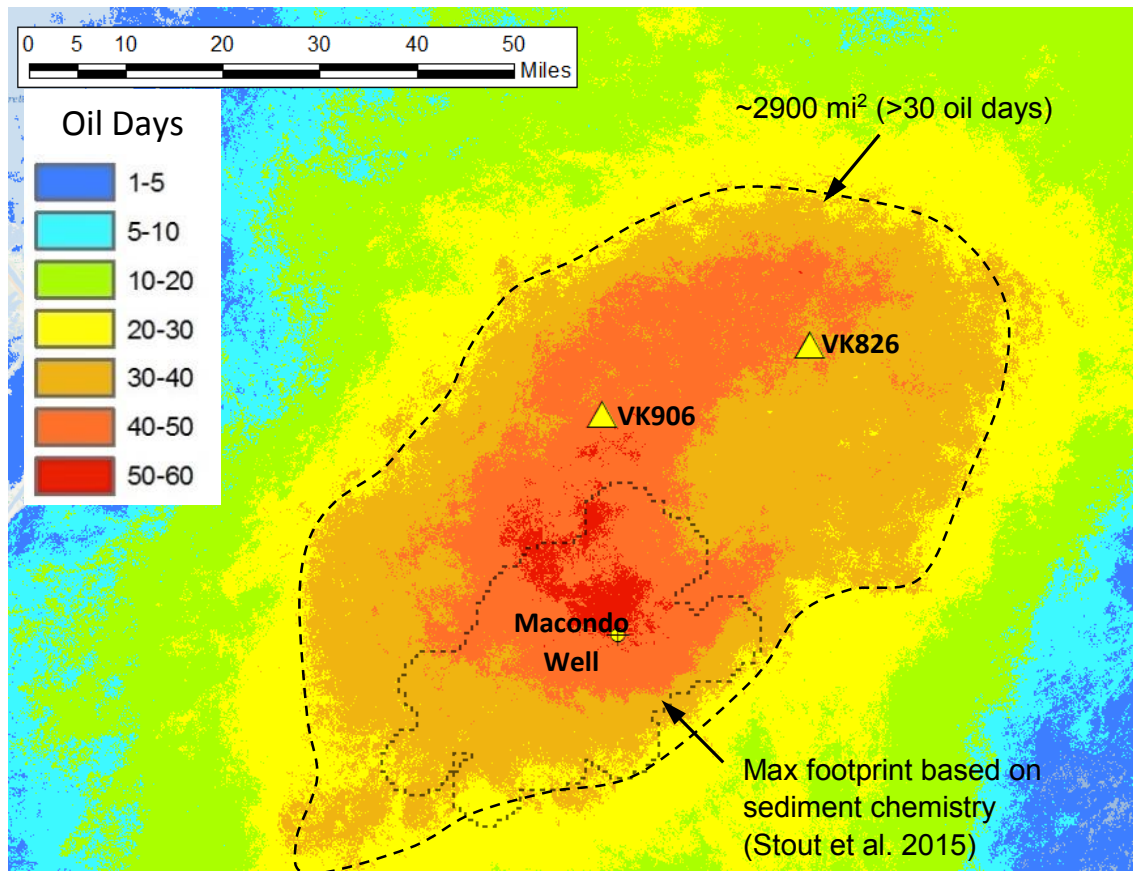 0 5 10 20 30 40 50
Miles
Oil Days
1-5
5-10
10-20
20-30
30-40
40-50
50-60
~2900 mi² (>30 oil days)
VK826
VK906
Macondo
Well
Max footprint based on
sediment chemistry
(Stout et al. 2015)